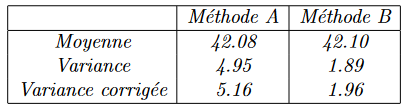 Méthode A Méthode B
Moyenne 42.08 42.10
Variance 4.95 1.89
Variance corrigée 5.16 1.96